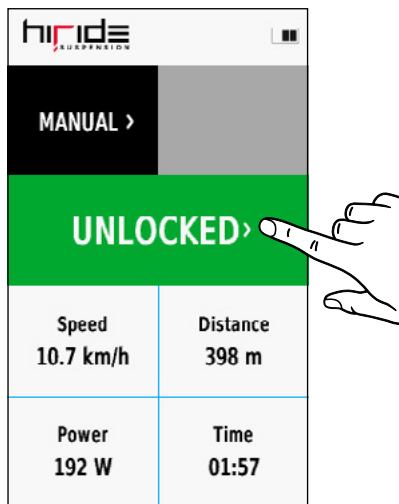 hiride
SUSPENSION
MANUAL >
UNLOCKED>
Speed
10.7 km/h
Distance
398 m
Power
192 W
Time
01:57